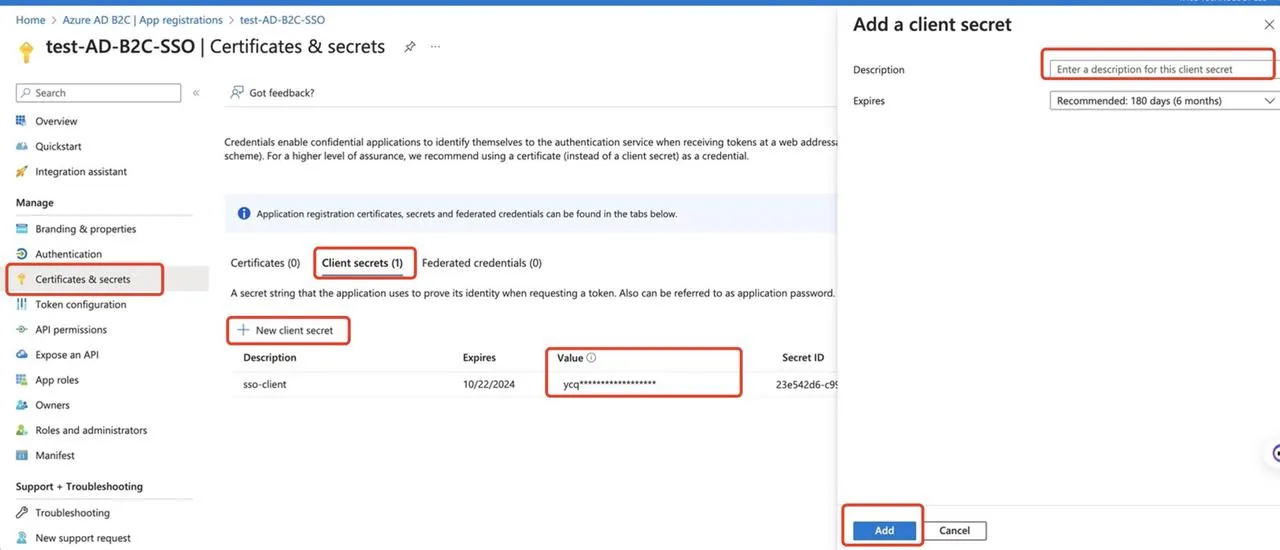 Home > Azure AD B2C | App registrations > test-AD-B2C-SSO
test-AD-B2C-SSO | Certificates & secrets
Search
Overview
Quickstart
Integration assistant
Manage
Branding & properties
Authentication
Certificates & secrets
Token configuration
API permissions
Expose an API
App roles
Owners
Roles and administrators
Manifest
Support + Troubleshooting
Troubleshooting
New support request
Got feedback?
Credentials enable confidential applications to identify themselves to the authentication service when receiving tokens at a web addressa
scheme). For a higher level of assurance, we recommend using a certificate (instead of a client secret) as a credential.
Application registration certificates, secrets and federated credentials can be found in the tabs below.
Certificates (0) Client secrets (1) Federated credentials (0)
A secret string that the application uses to prove its identity when requesting a token. Also can be referred to as application password.
New client secret
Description Expires Value Secret ID
sso-client 10/22/2024 ycq****************** 23e542d6-c99
Add a client secret
Description Enter a description for this client secret
Expires Recommended: 180 days (6 months)
Add Cancel